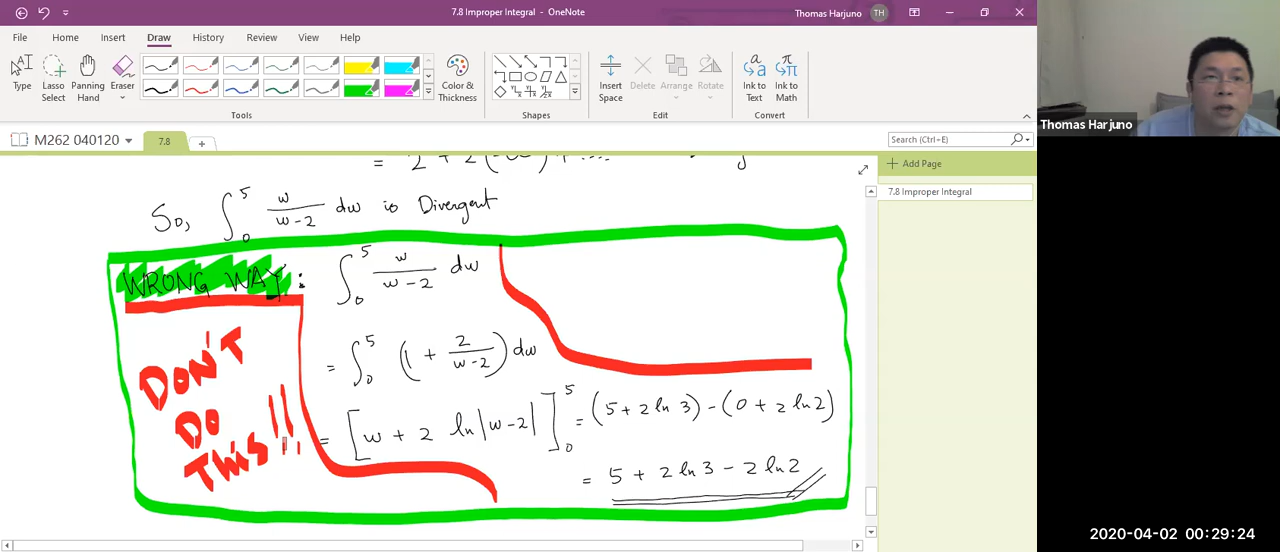 7.8 Improper Integral - OneNote
Thomas Harjuno TH
File Home Insert Draw History Review View Help
Type Lasso Select Panning Hand Eraser Color & Thickness Insert Space Delete Arrange Rotate Ink to Text Ink to Math
Tools Shapes Edit Convert
M262 040120 7.8 Search (Ctrl+E)
Thomas Harjuno
Add Page
7.8 Improper Integral
So, ∫₀⁵ w/(w-2) dw is Divergent
WRONG WAY: ∫₀⁵ w/(w-2) dw
= ∫₀⁵ (1 + 2/(w-2)) dw
DON'T
DO
THis!!
= [w + 2 ln|w-2|]₀⁵ = (5+2 ln 3) - (0 + 2 ln2)
= 5 + 2 ln 3 - 2 ln2
2020-04-02 00:29:24